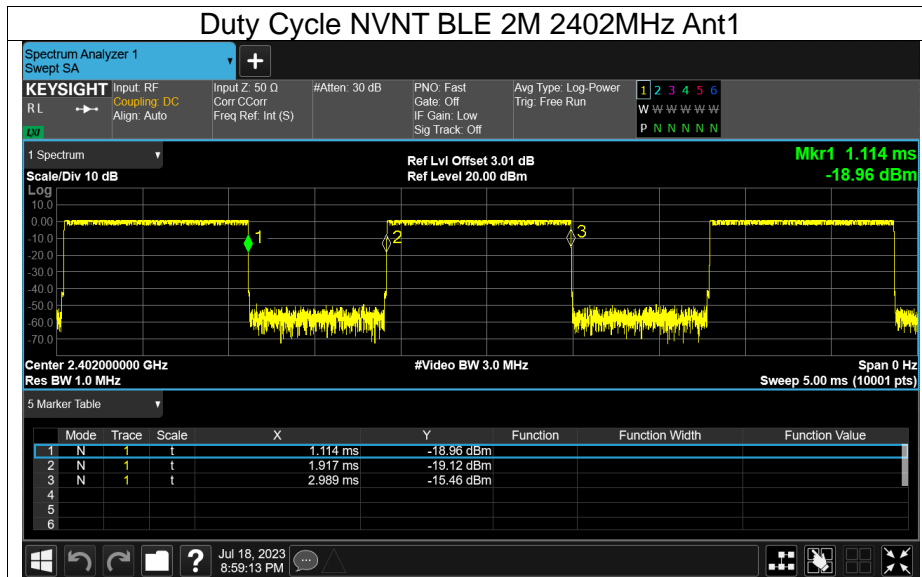 Duty Cycle NVNT BLE 2M 2402MHz Ant1
Spectrum Analyzer 1
Swept SA
+
KEYSIGHT Input: RF Input Z: 50 Ω #Atten: 30 dB PNO: Fast Avg Type: Log-Power 1 2 3 4 5 6
RL Coupling: DC Corr CCorr Gate: Off Trig: Free Run W W W W W W
Align: Auto Freq Ref: Int (S) IF Gain: Low
LXI Sig Track: Off P N N N N N
1 Spectrum Ref Lvl Offset 3.01 dB Mkr1 1.114 ms
Scale/Div 10 dB Ref Level 20.00 dBm -18.96 dBm
Log
10.0
0.00
-10.0 1 2 3
-20.0
-30.0
-40.0
-50.0
-60.0
-70.0
Center 2.402000000 GHz #Video BW 3.0 MHz Span 0 Hz
Res BW 1.0 MHz Sweep 5.00 ms (10001 pts)
5 Marker Table
Mode Trace Scale X Y Function Function Width Function Value
1 N 1 t 1.114 ms -18.96 dBm
2 N 1 t 1.917 ms -19.12 dBm
3 N 1 t 2.989 ms -15.46 dBm
4
5
6
? Jul 18, 2023
8:59:13 PM